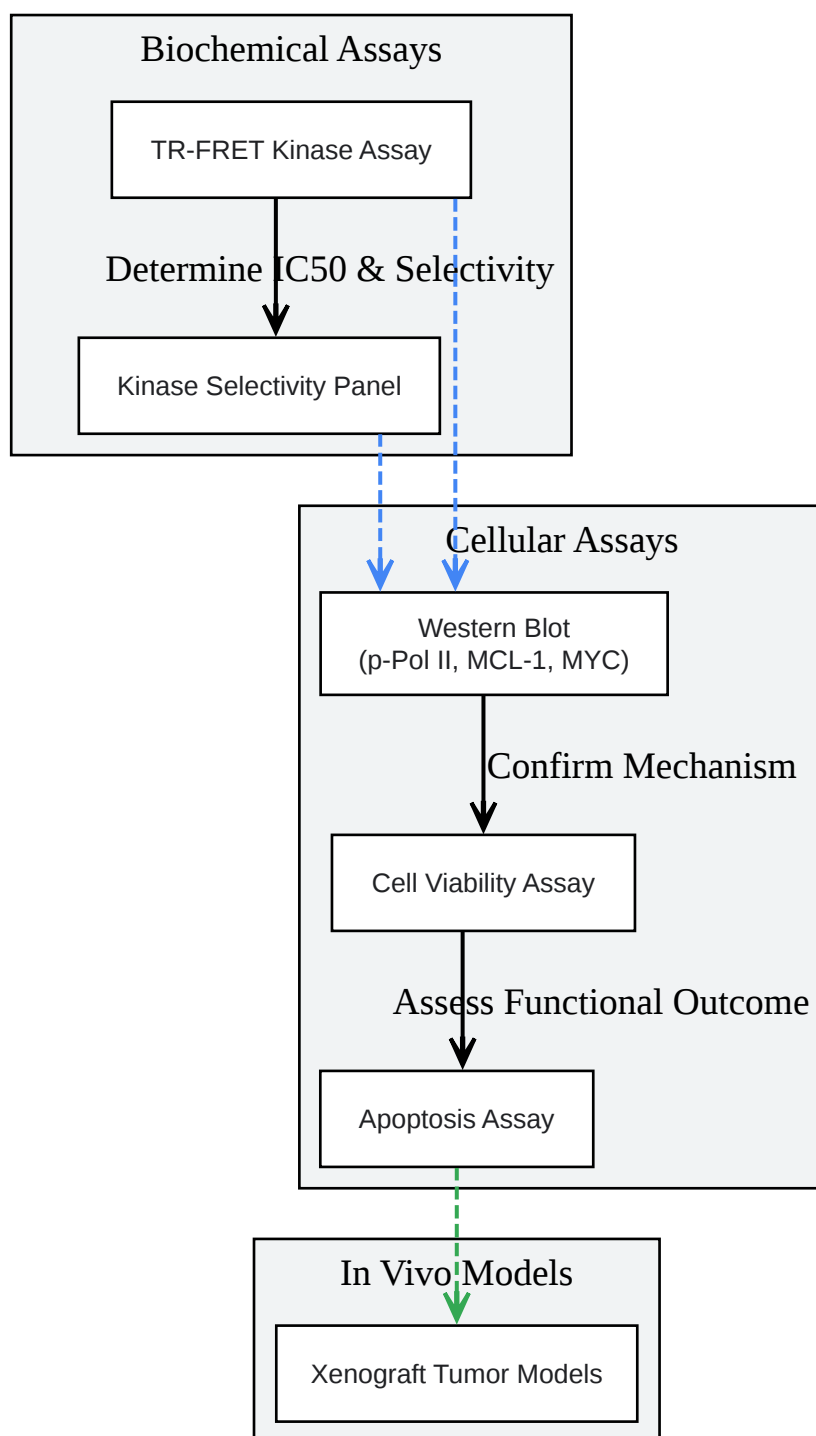 Biochemical Assays
TR-FRET Kinase Assay
Determine IC50 & Selectivity
Kinase Selectivity Panel
Cellular Assays
Western Blot
(p-Pol II, MCL-1, MYC)
Confirm Mechanism
Cell Viability Assay
Assess Functional Outcome
Apoptosis Assay
In Vivo Models
Xenograft Tumor Models